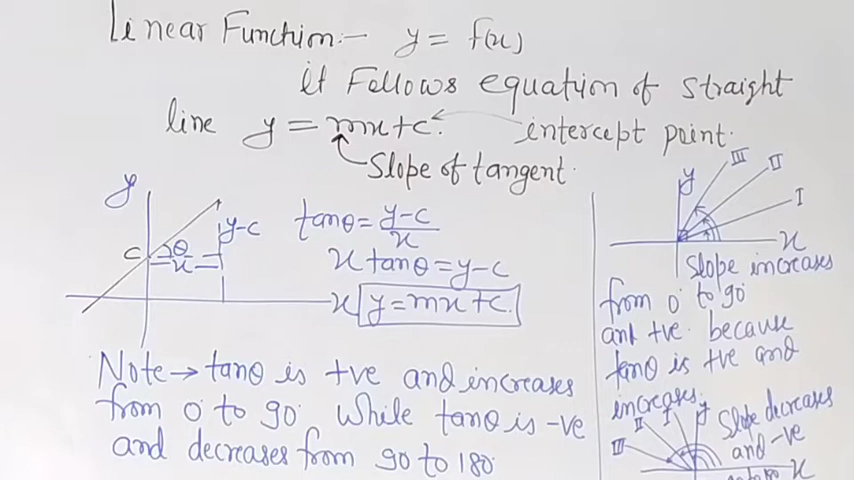 Linear Function:- y = f(x)
it Follows equation of straight
line y = mx+c. intercept point.
Slope of tangent.
y
C θ x y-c
x
tanθ = y-c/x
x tanθ = y-c
y = mx+c.
Note → tanθ is +ve and increases
from 0° to 90° while tanθ is -ve
and decreases from 90 to 180
y III II I
x
Slope increases
from 0° to 90
and +ve because
tanθ is +ve and
increases.
III II I y
x
Slope decreases
and -ve